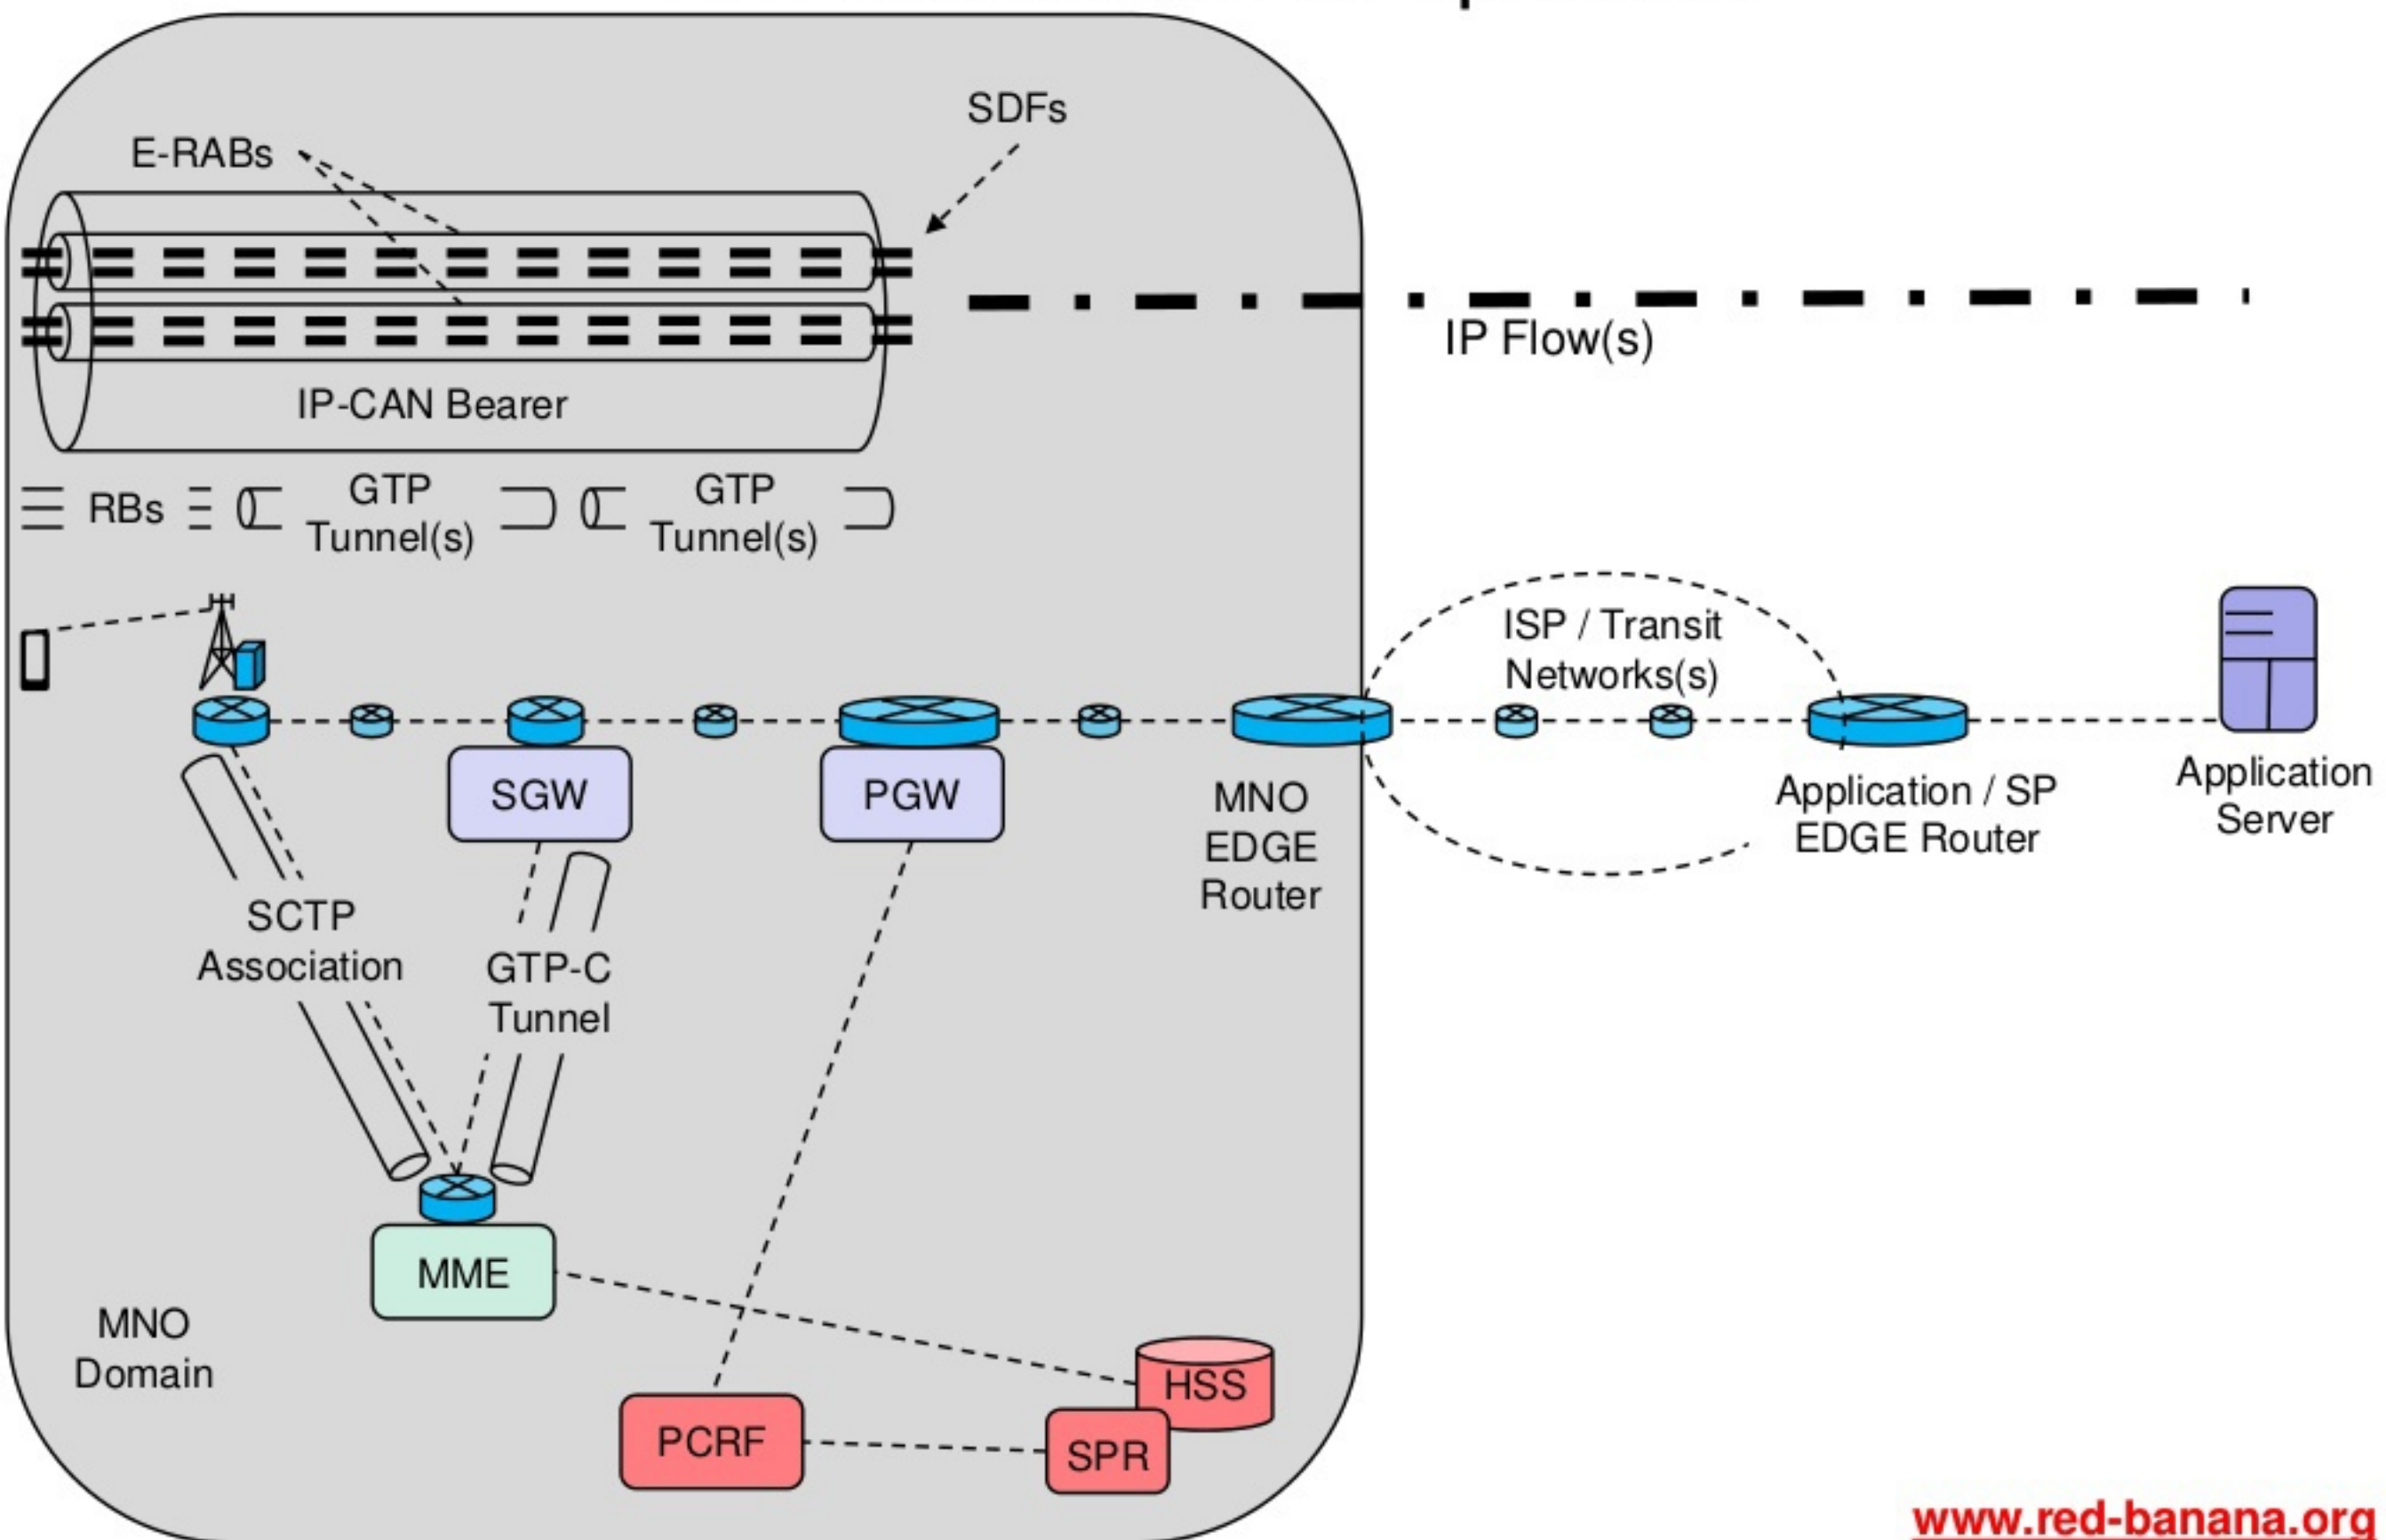 SDFs
E-RABs
IP Flow(s)
IP-CAN Bearer
RBs
GTP
Tunnel(s)
GTP
Tunnel(s)
ISP / Transit
Networks(s)
SGW
PGW
MNO
EDGE
Router
Application / SP
EDGE Router
Application
Server
SCTP
Association
GTP-C
Tunnel
MME
MNO
Domain
HSS
PCRF
SPR
www.red-banana.org